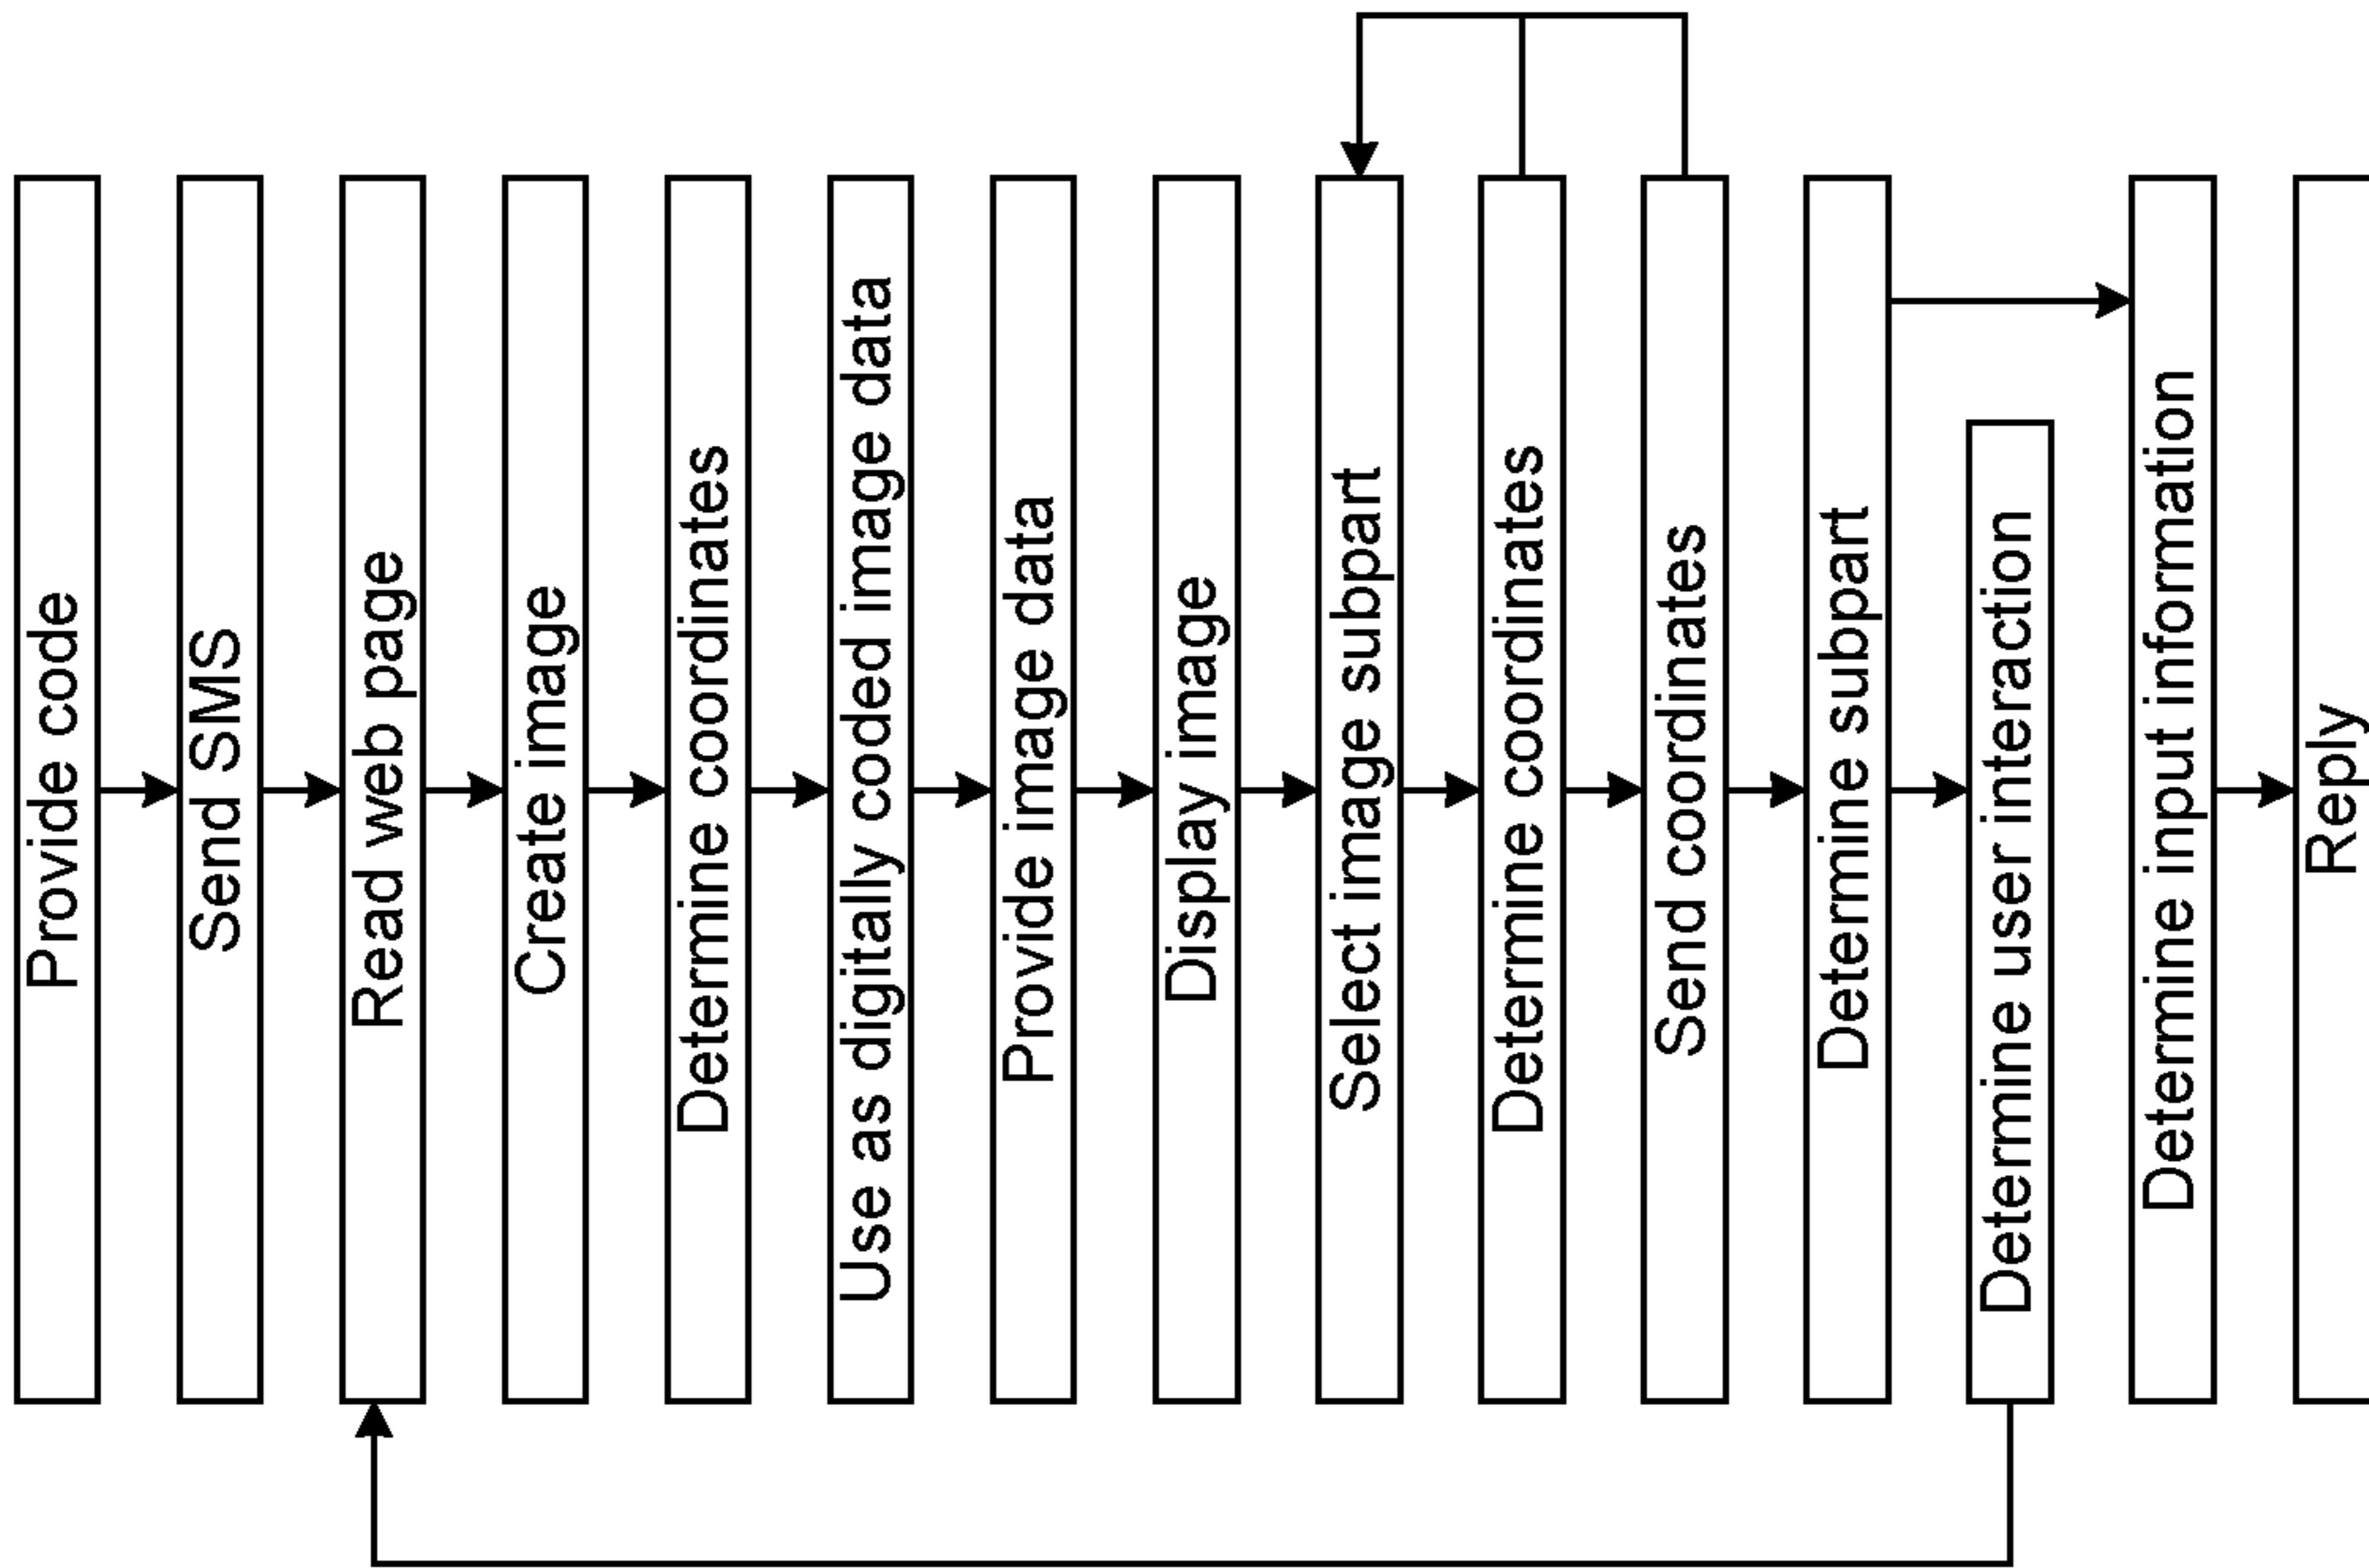 Provide code
Send SMS
Read web page
Create image
Determine coordinates
Use as digitally coded image data
Provide image data
Display image
Select image subpart
Determine coordinates
Send coordinates
Determine subpart
Determine user interaction
Determine input information
Reply